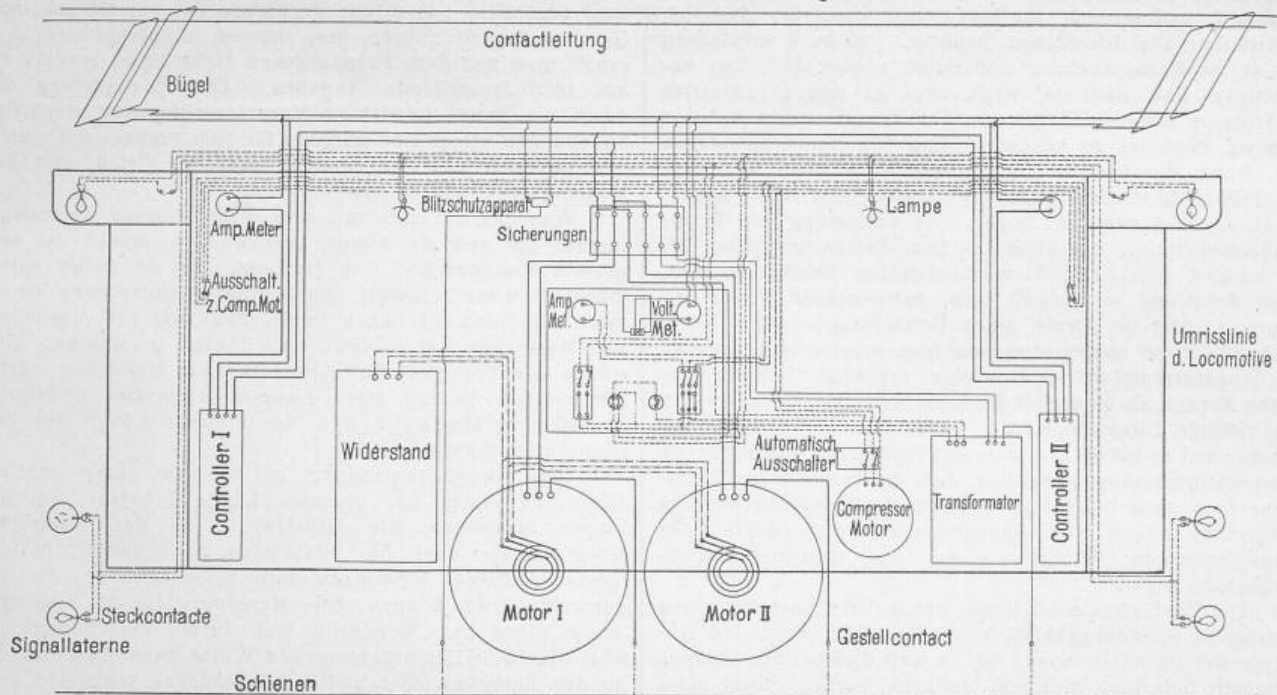 Contactleitung
Bügel
Blitzschutzapparat
Lampe
Amp. Meter
Sicherungen
Ausschalt.
z. Comp. Mot.
Amp.
Met.
Volt.
Met.
Umrisslinie
d. Locomotive
Controller I
Widerstand
Automatisch.
Ausschalter
Compressor
Motor
Transformator
Controller II
Motor I
Motor II
Steckcontacte
Signallaterne
Gestellcontact
Schienen